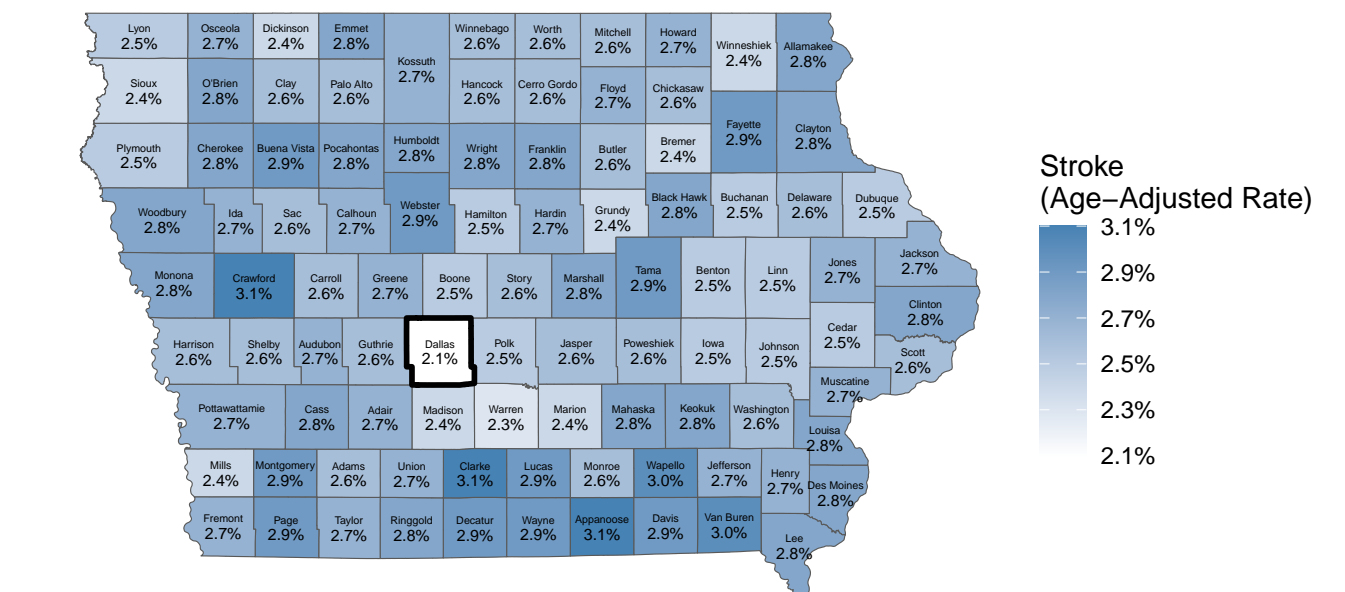 Lyon
2.5%
Osceola
2.7%
Dickinson
2.4%
Emmet
2.8%
Kossuth
2.7%
Winnebago
2.6%
Worth
2.6%
Mitchell
2.6%
Howard
2.7%
Winneshiek
2.4%
Allamakee
2.8%
Sioux
2.4%
O'Brien
2.8%
Clay
2.6%
Palo Alto
2.6%
Hancock
2.6%
Cerro Gordo
2.6%
Floyd
2.7%
Chickasaw
2.6%
Fayette
2.9%
Clayton
2.8%
Plymouth
2.5%
Cherokee
2.8%
Buena Vista
2.9%
Pocahontas
2.8%
Humboldt
2.8%
Wright
2.8%
Franklin
2.8%
Butler
2.6%
Bremer
2.4%
Woodbury
2.8%
Ida
2.7%
Sac
2.6%
Calhoun
2.7%
Webster
2.9%
Hamilton
2.5%
Hardin
2.7%
Grundy
2.4%
Black Hawk
2.8%
Buchanan
2.5%
Delaware
2.6%
Dubuque
2.5%
Monona
2.8%
Crawford
3.1%
Carroll
2.6%
Greene
2.7%
Boone
2.5%
Story
2.6%
Marshall
2.8%
Tama
2.9%
Benton
2.5%
Linn
2.5%
Jones
2.7%
Jackson
2.7%
Clinton
2.8%
Harrison
2.6%
Shelby
2.6%
Audubon
2.7%
Guthrie
2.6%
Dallas
2.1%
Polk
2.5%
Jasper
2.6%
Poweshiek
2.6%
Iowa
2.5%
Johnson
2.5%
Cedar
2.5%
Scott
2.6%
Muscatine
2.7%
Pottawattamie
2.7%
Cass
2.8%
Adair
2.7%
Madison
2.4%
Warren
2.3%
Marion
2.4%
Mahaska
2.8%
Keokuk
2.8%
Washington
2.6%
Louisa
2.8%
Mills
2.4%
Montgomery
2.9%
Adams
2.6%
Union
2.7%
Clarke
3.1%
Lucas
2.9%
Monroe
2.6%
Wapello
3.0%
Jefferson
2.7%
Henry
2.7%
Des Moines
2.8%
Fremont
2.7%
Page
2.9%
Taylor
2.7%
Ringgold
2.8%
Decatur
2.9%
Wayne
2.9%
Appanoose
3.1%
Davis
2.9%
Van Buren
3.0%
Lee
2.8%
Stroke
(Age−Adjusted Rate)
3.1%
2.9%
2.7%
2.5%
2.3%
2.1%